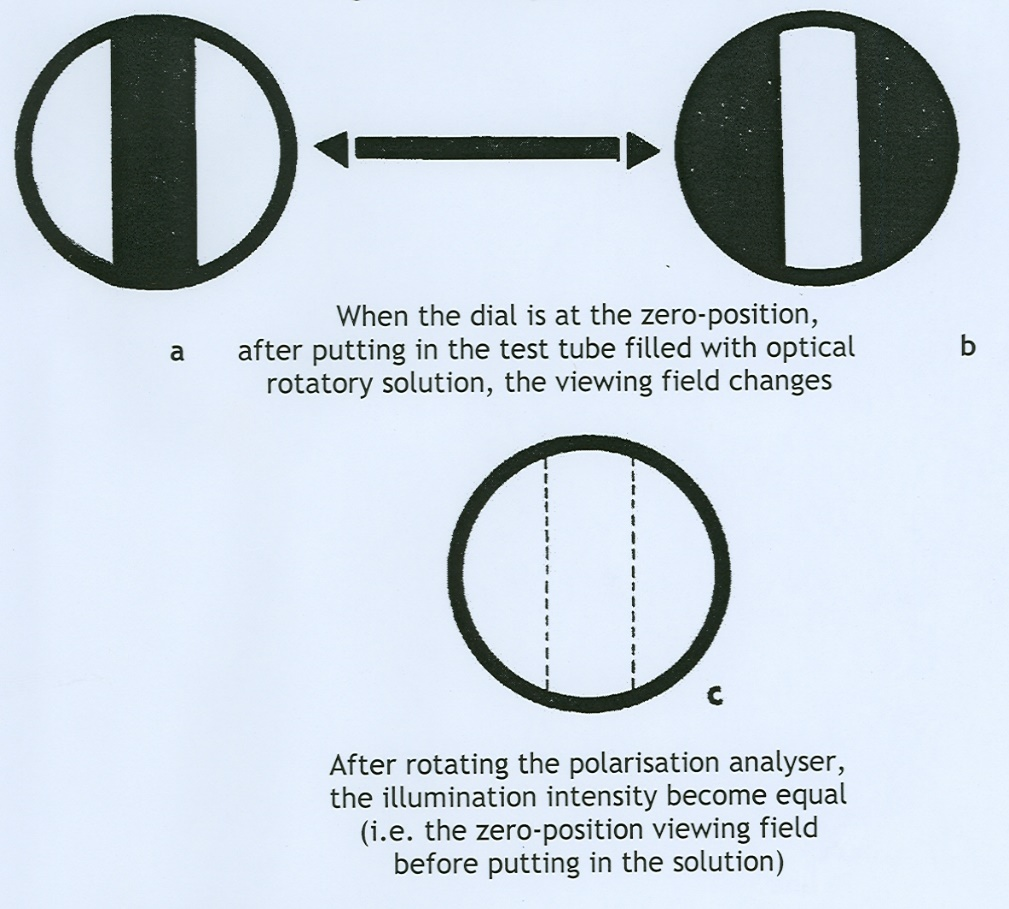 When the dial is at the zero-position,
a after putting in the test tube filled with optical b
rotatory solution, the viewing field changes
c
After rotating the polarisation analyser,
the illumination intensity become equal
(i.e. the zero-position viewing field
before putting in the solution)